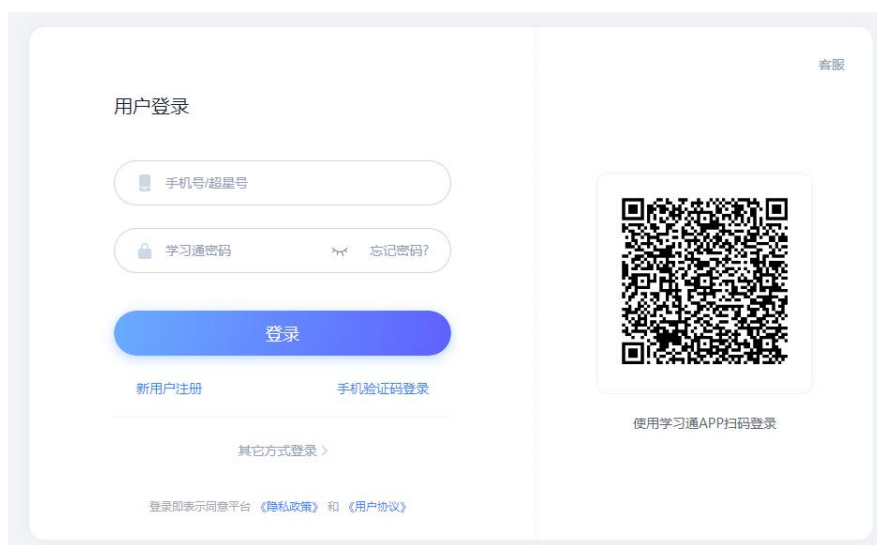 客服
用户登录
手机号/超星号
学习通密码 忘记密码?
登录
新用户注册 手机验证码登录
使用学习通APP扫码登录
其它方式登录 >
登录即表示同意平台 《隐私政策》 和 《用户协议》